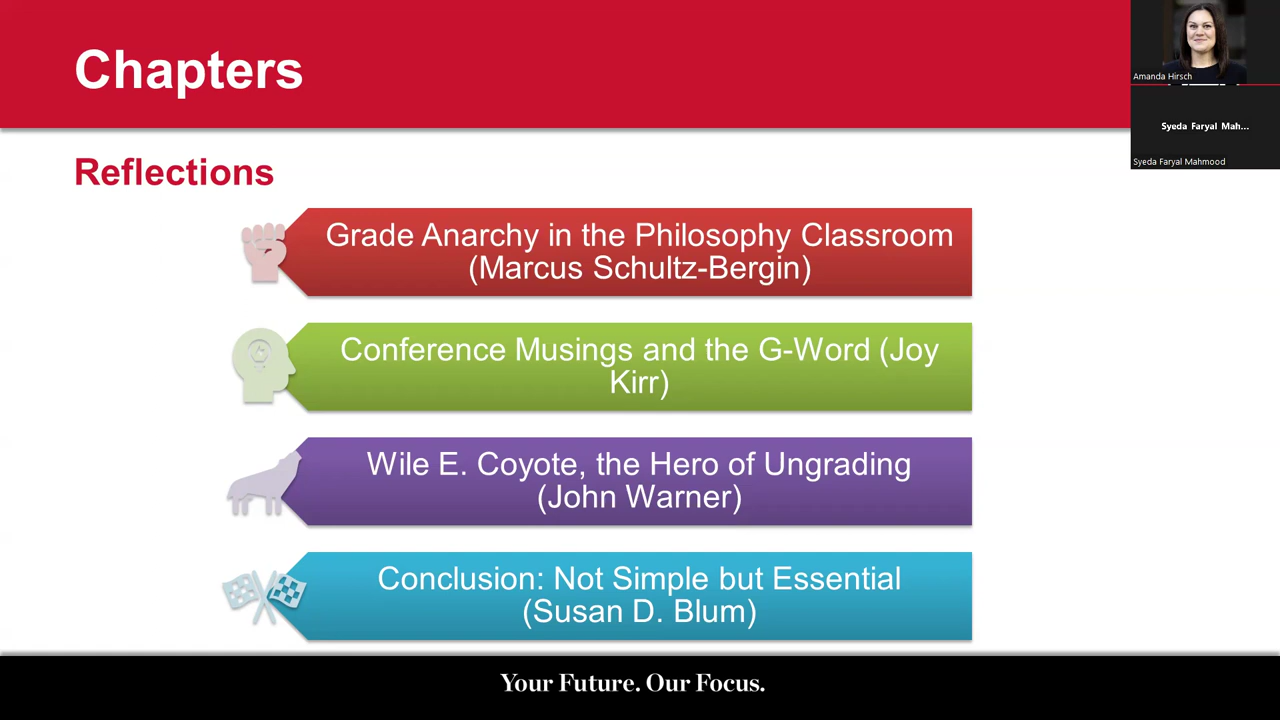 Chapters
Amanda Hirsch
Syeda Faryal Mah...
Syeda Faryal Mahmood
Reflections
Grade Anarchy in the Philosophy Classroom
(Marcus Schultz-Bergin)
Conference Musings and the G-Word (Joy
Kirr)
Wile E. Coyote, the Hero of Ungrading
(John Warner)
Conclusion: Not Simple but Essential
(Susan D. Blum)
Your Future. Our Focus.